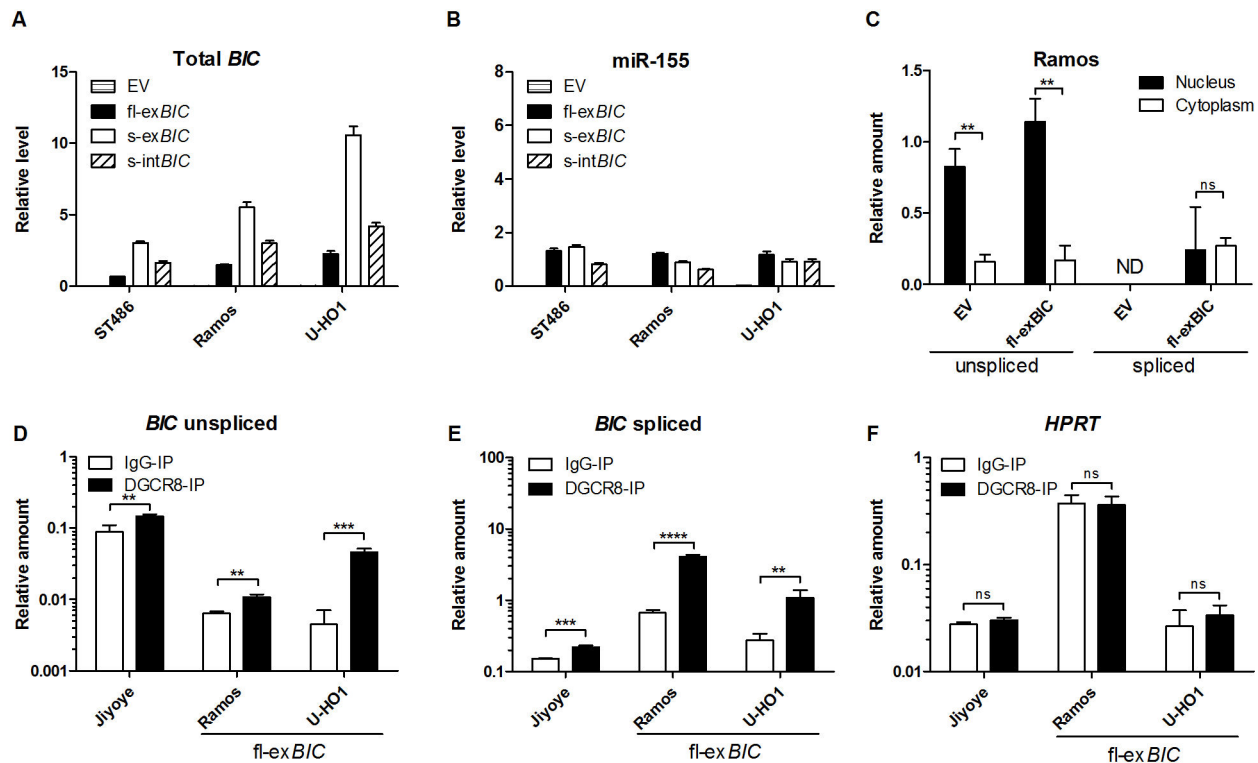 A
Total BIC
Relative level
15
10
5
0
EV
fl-exBIC
s-exBIC
s-intBIC
ST486
Ramos
U-HO1
B
miR-155
Relative level
8
6
4
2
0
EV
fl-exBIC
s-exBIC
s-intBIC
ST486
Ramos
U-HO1
C
Ramos
Relative amount
1.5
1.0
0.5
0.0
Nucleus
Cytoplasm
**
**
ND
ns
EV
fl-exBIC
EV
fl-exBIC
unspliced
spliced
D
BIC unspliced
Relative amount
1
0.1
0.01
0.001
IgG-IP
DGCR8-IP
**
**
***
Jiyoye
Ramos
U-HO1
fl-exBIC
E
BIC spliced
Relative amount
100
10
1
0.1
IgG-IP
DGCR8-IP
***
****
**
Jiyoye
Ramos
U-HO1
fl-exBIC
F
HPRT
Relative amount
1
0.1
0.01
IgG-IP
DGCR8-IP
ns
ns
ns
Jiyoye
Ramos
U-HO1
fl-exBIC